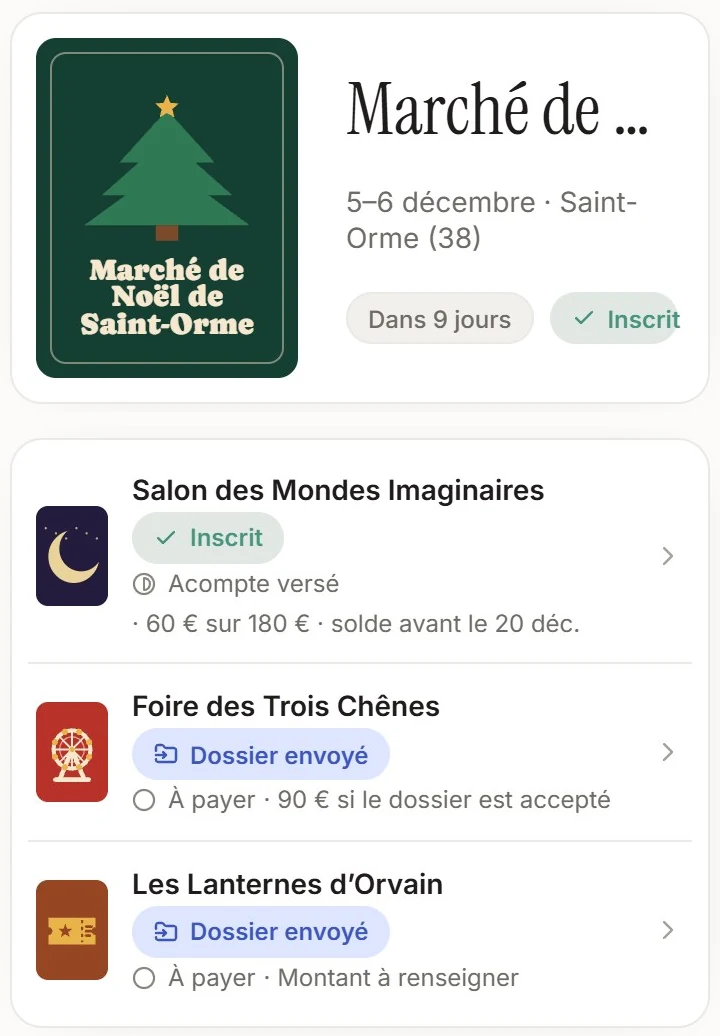 Marché de
Noël de
Saint-Orme
Marché de ...
5–6 décembre · Saint-
Orme (38)
Dans 9 jours
Inscrit
Salon des Mondes Imaginaires
Inscrit
Acompte versé
· 60 € sur 180 € · solde avant le 20 déc.
Foire des Trois Chênes
Dossier envoyé
À payer · 90 € si le dossier est accepté
Les Lanternes d’Orvain
Dossier envoyé
À payer · Montant à renseigner